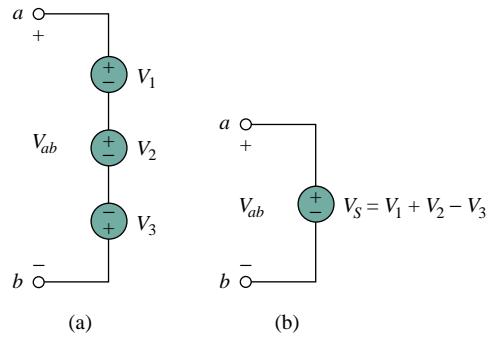 a
+
+
−
V1
Vab
+
−
V2
−
+
V3
−
b
(a)
a
+
Vab
+
−
VS = V1 + V2 − V3
−
b
(b)